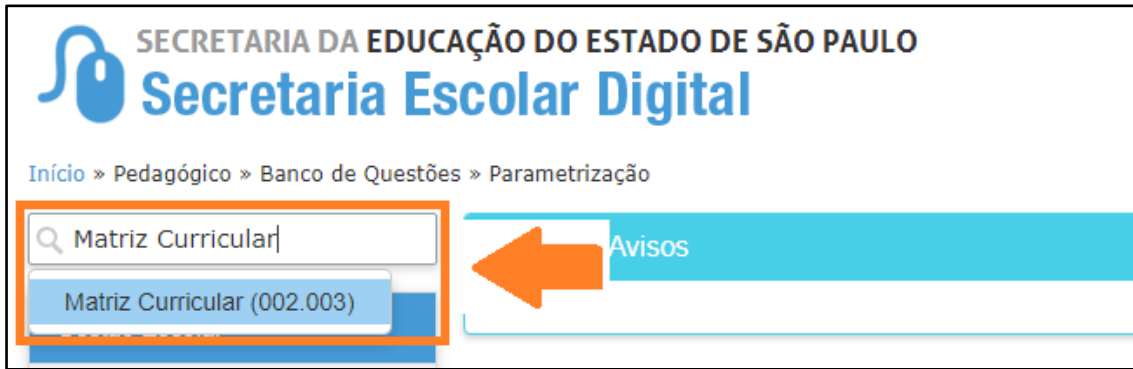 SECRETARIA DA EDUCAÇÃO DO ESTADO DE SÃO PAULO
Secretaria Escolar Digital
Início » Pedagógico » Banco de Questões » Parametrização
Matriz Curricular
Avisos
Matriz Curricular (002.003)